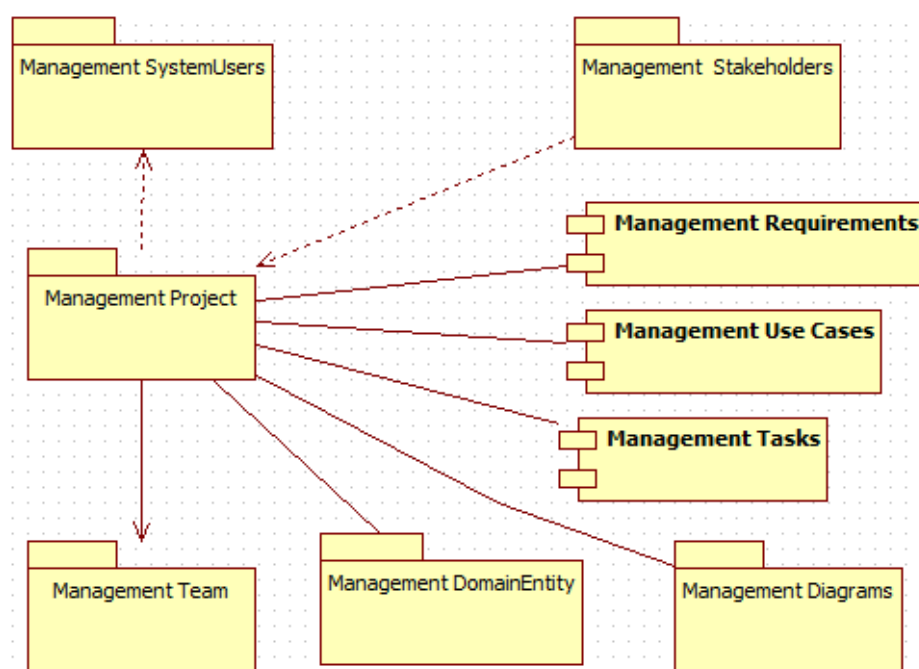 Management SystemUsers
Management Stakeholders
Management Requirements
Management Project
Management Use Cases
Management Tasks
Management Team
Management DomainEntity
Management Diagrams